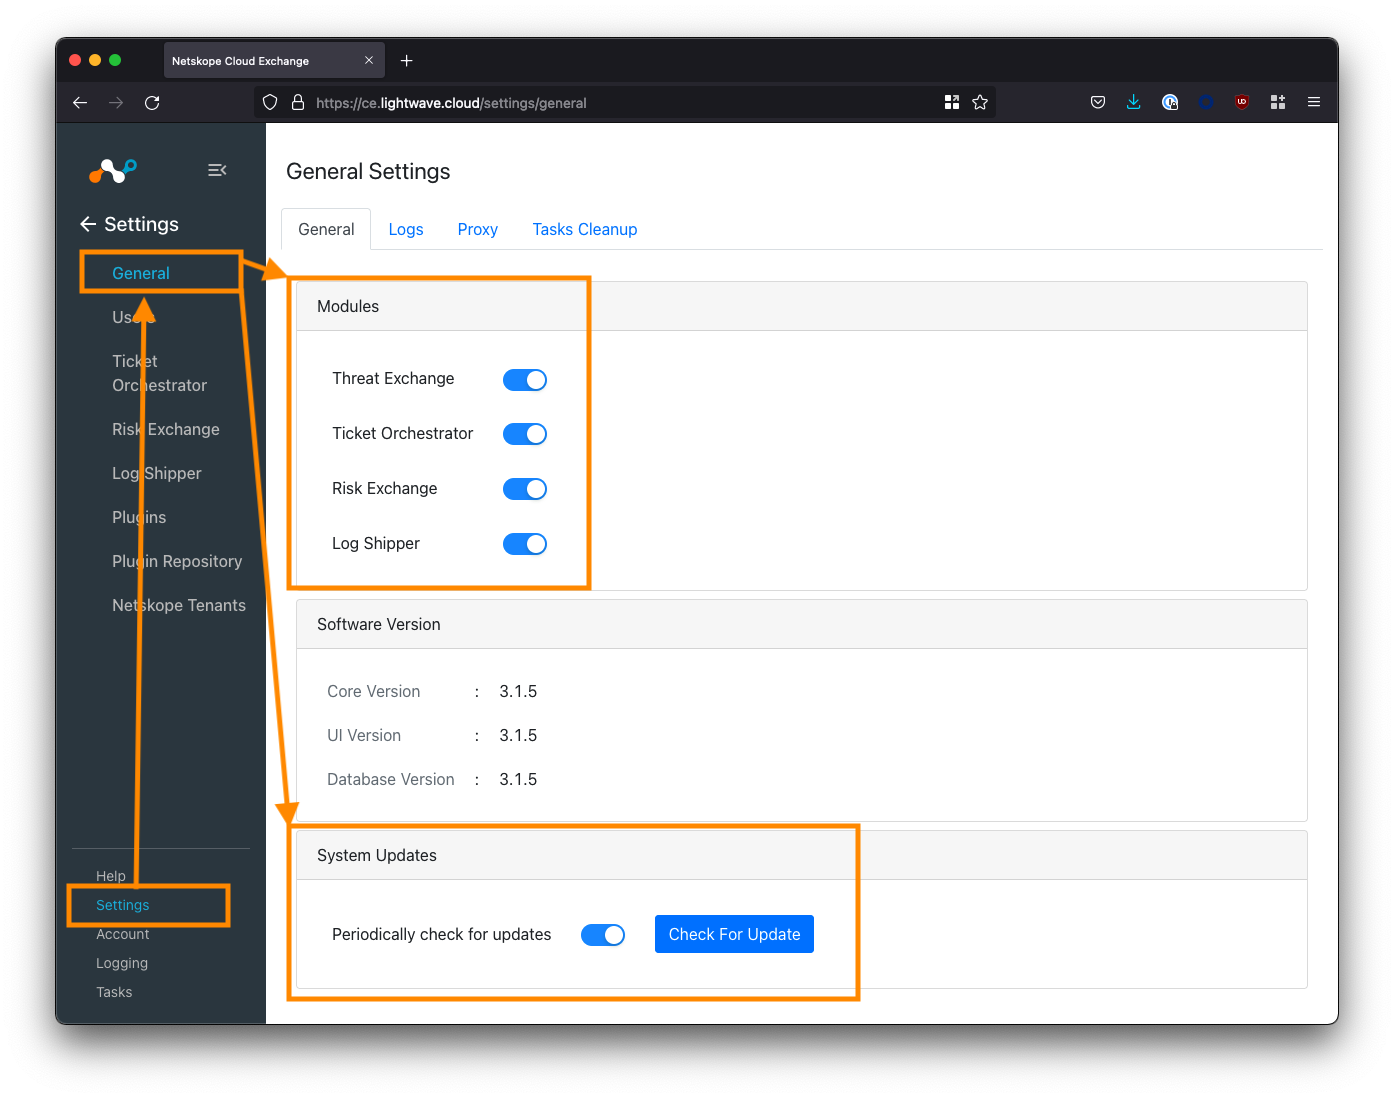 Netskope Cloud Exchange
https://ce.lightwave.cloud/settings/general
Settings
General
Users
Ticket
Orchestrator
Risk Exchange
Log Shipper
Plugins
Plugin Repository
Netskope Tenants
Help
Settings
Account
Logging
Tasks
General Settings
General Logs Proxy Tasks Cleanup
Modules
Threat Exchange
Ticket Orchestrator
Risk Exchange
Log Shipper
Software Version
Core Version : 3.1.5
UI Version : 3.1.5
Database Version : 3.1.5
System Updates
Periodically check for updates Check For Update